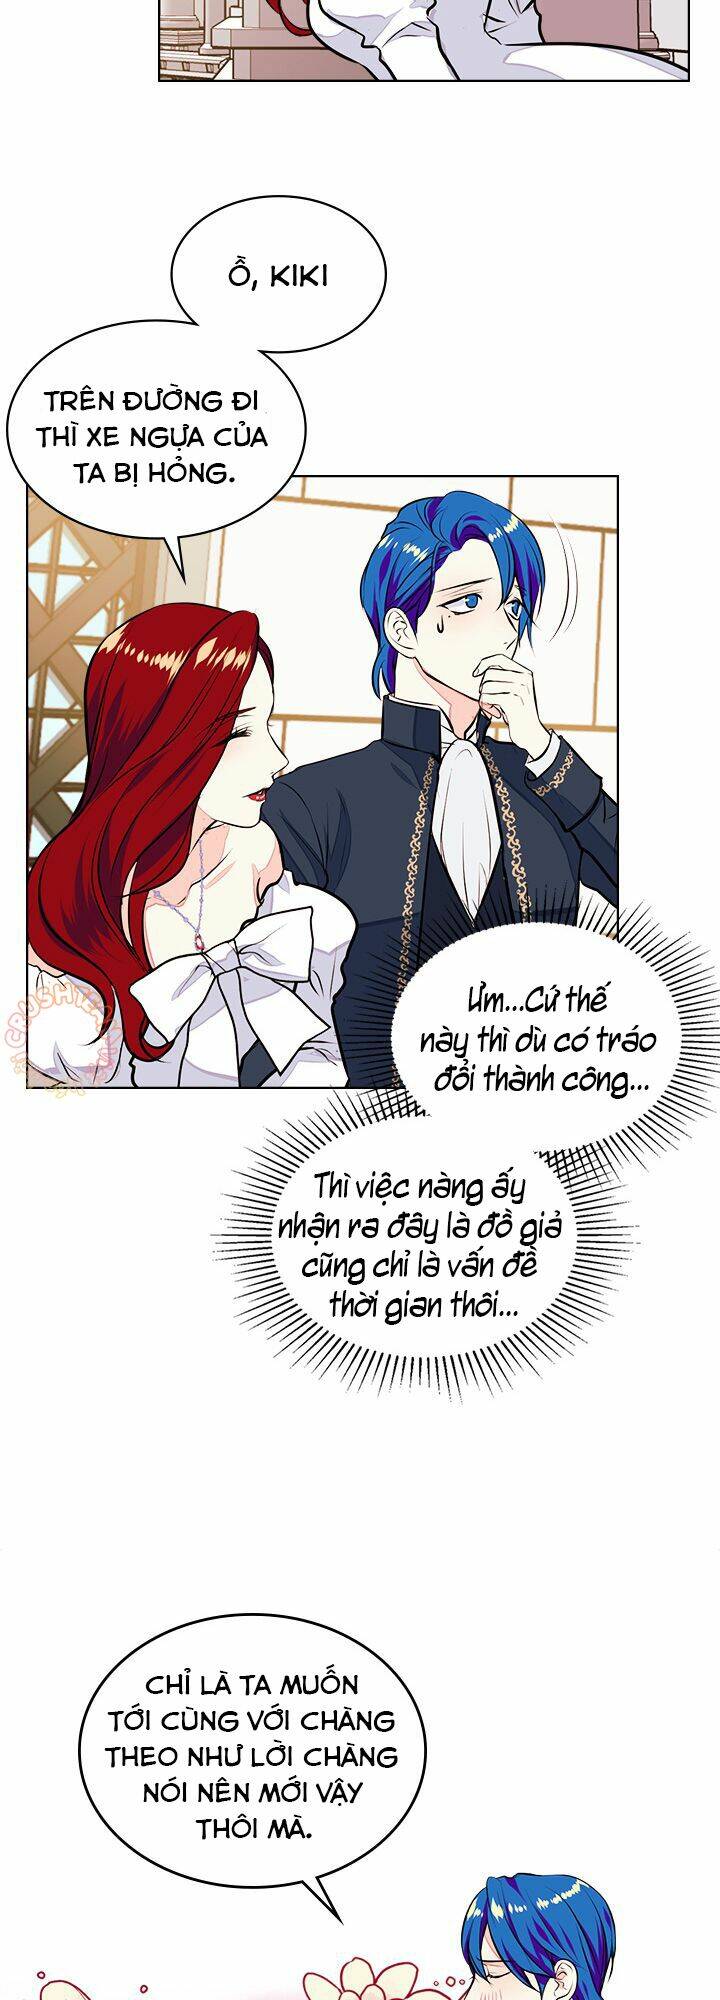 Ồ, KIKI
TRÊN ĐƯỜNG ĐI
THÌ XE NGỰA CỦA
TA BỊ HỎNG.
Ưm...Cứ thế
này thì dù có tráo
đổi thành công...
Thì việc nàng ấy
nhận ra đây là đồ giả
cũng chỉ là vấn đề
thời gian thôi...
CHỈ LÀ TA MUỐN
TỚI CÙNG VỚI CHÀNG
THEO NHƯ LỜI CHÀNG
NÓI NÊN MỚI VẬY
THÔI MÀ.